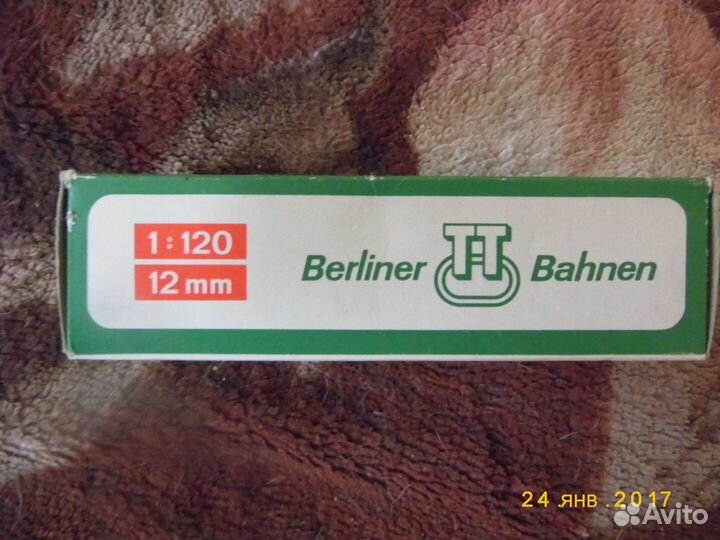 1:120
12 mm
Berliner TT Bahnen
24 янв .2017
Avito